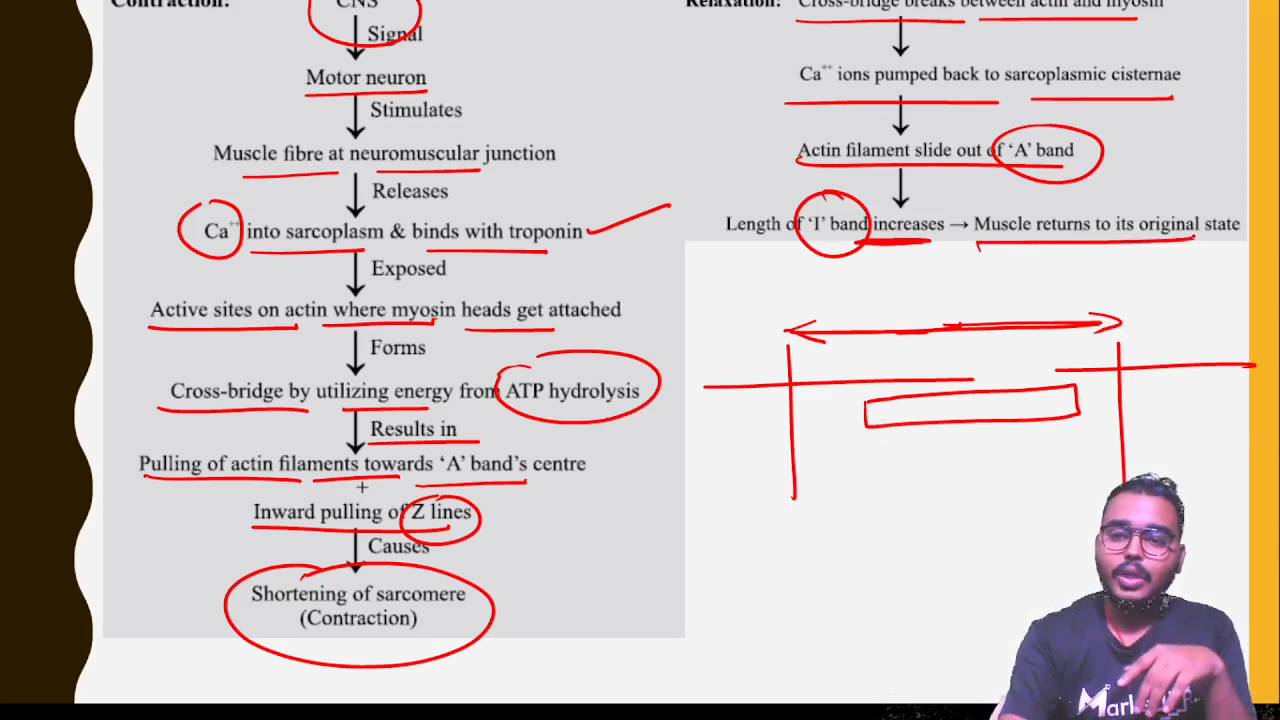 Contraction:
CNS
Signal
Motor neuron
Stimulates
Muscle fibre at neuromuscular junction
Releases
Ca⁺⁺ into sarcoplasm & binds with troponin
Exposed
Active sites on actin where myosin heads get attached
Forms
Cross-bridge by utilizing energy from ATP hydrolysis
Results in
Pulling of actin filaments towards ‘A’ band’s centre
+
Inward pulling of Z lines
Causes
Shortening of sarcomere
(Contraction)
Relaxation: Cross-bridge breaks between actin and myosin
Ca⁺⁺ ions pumped back to sarcoplasmic cisternae
Actin filament slide out of ‘A’ band
Length of ‘I’ band increases → Muscle returns to its original state